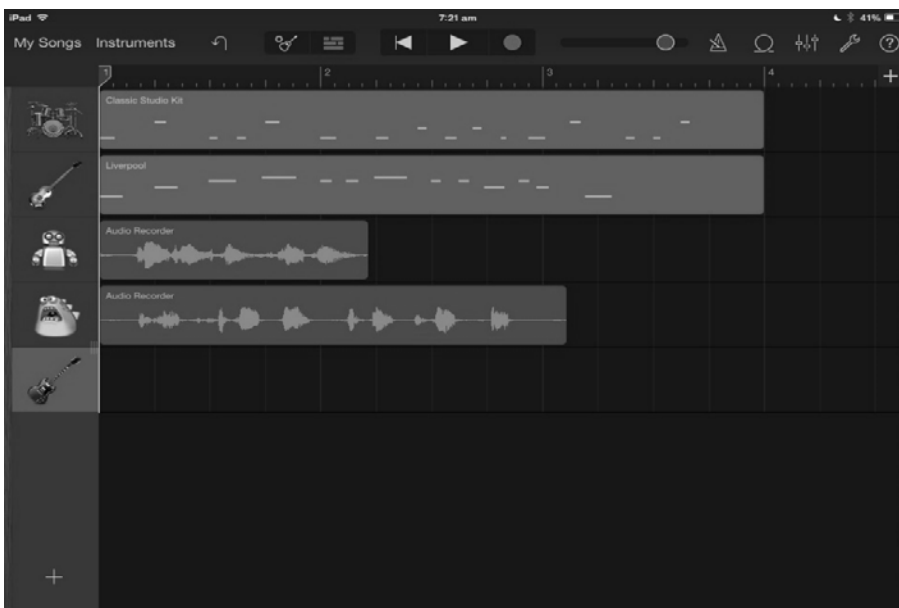 iPad 7:21 am 41%
My Songs Instruments
1 2 3 4
Classic Studio Kit
Liverpool
Audio Recorder
Audio Recorder